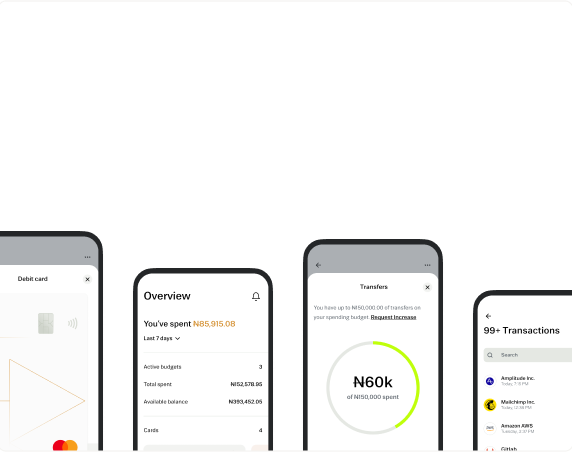 Debit card
Overview
You've spent ₦85,915.08
Last 7 days
Active budgets 3
Total spent ₦152,578.95
Available balance ₦393,452.05
Cards 4
Transfers
You have up to ₦150,000.00 of transfers on
your spending budget. Request Increase
₦60k
of ₦150,000 spent
99+ Transactions
Search
Amplitude Inc.
Today, 7:15 PM
Mailchimp Inc.
Today, 12:38 PM
Amazon AWS
Tuesday, 2:37 PM
Gitlab